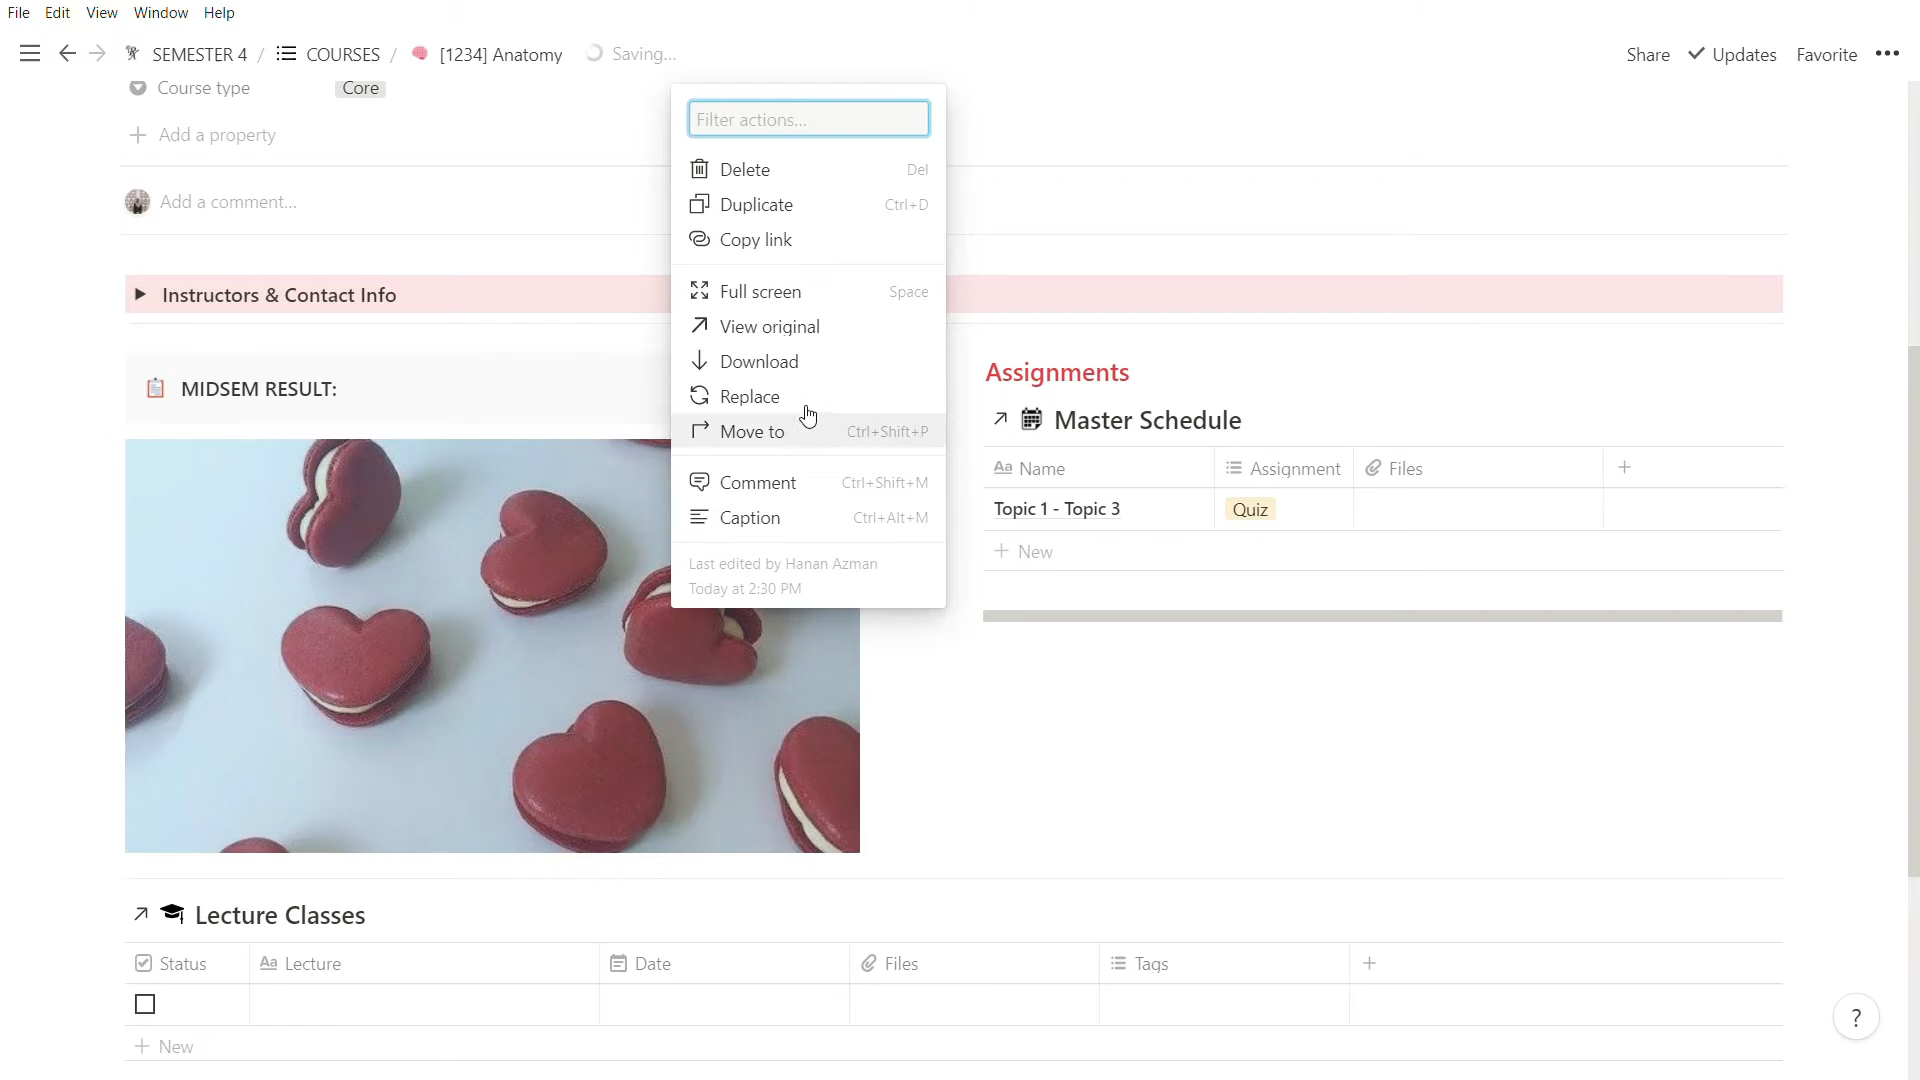 File Edit View Window Help
SEMESTER 4 / COURSES / [1234] Anatomy Saving...
Share Updates Favorite •••
Course type Core
+ Add a property
Add a comment...
Instructors & Contact Info
MIDSEM RESULT:
Filter actions...
Delete Del
Duplicate Ctrl+D
Copy link
Full screen Space
View original
Download
Replace
Move to Ctrl+Shift+P
Comment Ctrl+Shift+M
Caption Ctrl+Alt+M
Last edited by Hanan Azman
Today at 2:30 PM
Assignments
Master Schedule
Aa Name Assignment Files +
Topic 1 - Topic 3 Quiz
+ New
Lecture Classes
Status Aa Lecture Date Files Tags +
+ New
?